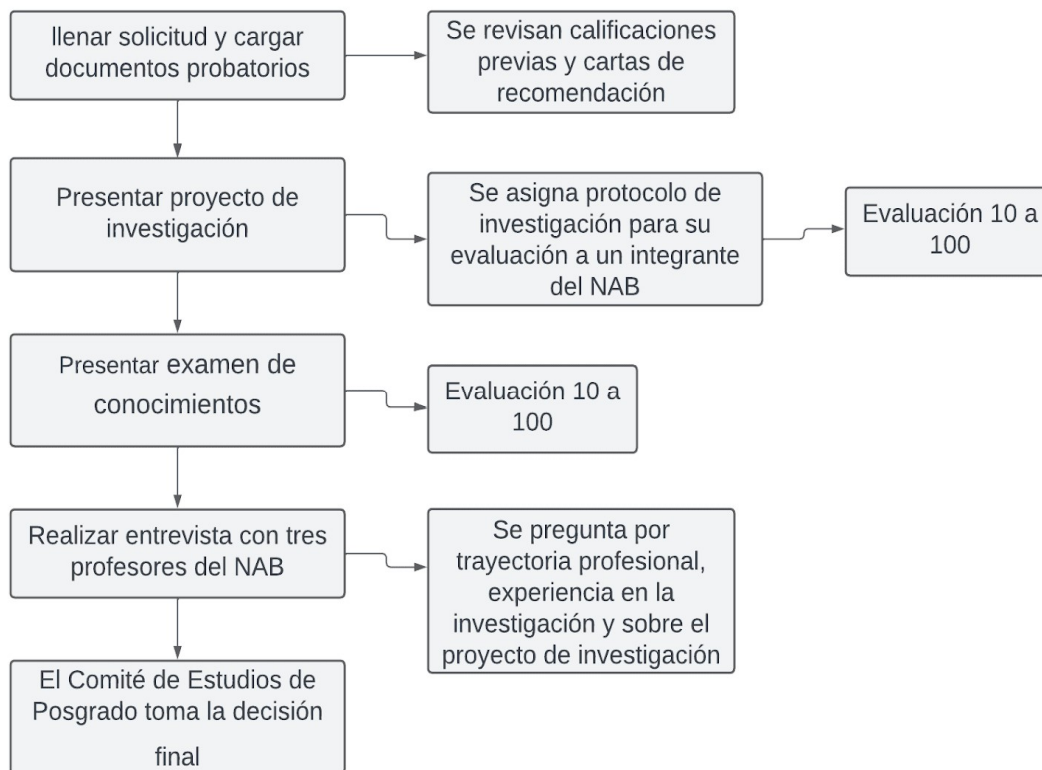 llenar solicitud y cargar
documentos probatorios
Se revisan calificaciones
previas y cartas de
recomendación
Presentar proyecto de
investigación
Se asigna protocolo de
investigación para su
evaluación a un integrante
del NAB
Evaluación 10 a
100
Presentar examen de
conocimientos
Evaluación 10 a
100
Realizar entrevista con tres
profesores del NAB
Se pregunta por
trayectoria profesional,
experiencia en la
investigación y sobre el
proyecto de investigación
El Comité de Estudios de
Posgrado toma la decisión
final